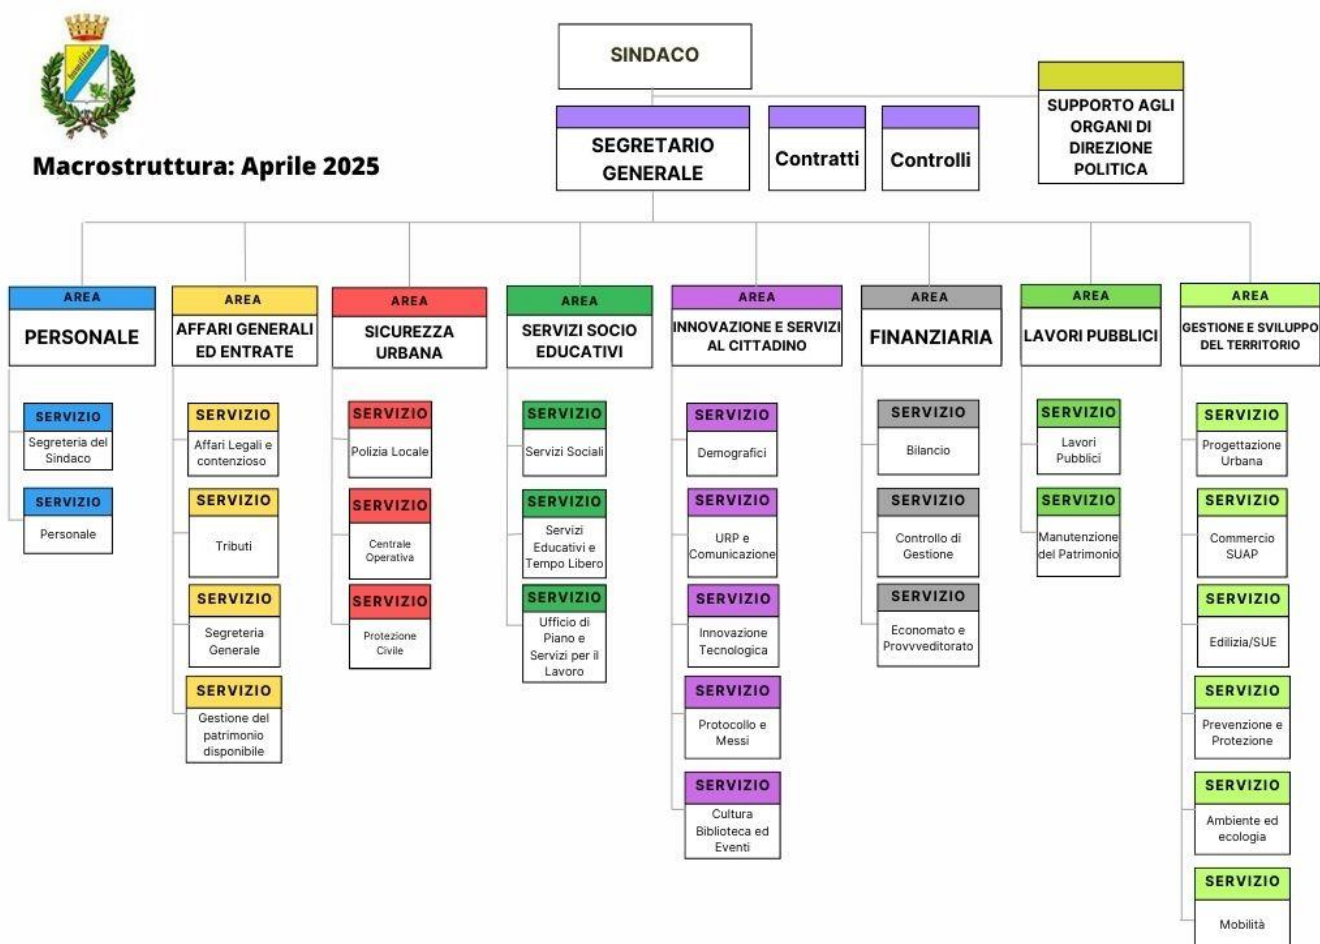 humilitas
Macrostruttura: Aprile 2025
SINDACO
SEGRETARIO
GENERALE
Contratti
Controlli
SUPPORTO AGLI
ORGANI DI
DIREZIONE
POLITICA
AREA
PERSONALE
SERVIZIO
Segreteria del
Sindaco
SERVIZIO
Personale
AREA
AFFARI GENERALI
ED ENTRATE
SERVIZIO
Affari Legali e
contenzioso
SERVIZIO
Tributi
SERVIZIO
Segreteria
Generale
SERVIZIO
Gestione del
patrimonio
disponibile
AREA
SICUREZZA
URBANA
SERVIZIO
Polizia Locale
SERVIZIO
Centrale
Operativa
SERVIZIO
Protezione
Civile
AREA
SERVIZI SOCIO
EDUCATIVI
SERVIZIO
Servizi Sociali
SERVIZIO
Servizi
Educativi e
Tempo Libero
SERVIZIO
Ufficio di
Piano e
Servizi per il
Lavoro
AREA
INNOVAZIONE E SERVIZI
AL CITTADINO
SERVIZIO
Demografici
SERVIZIO
URP e
Comunicazione
SERVIZIO
Innovazione
Tecnologica
SERVIZIO
Protocollo e
Messi
SERVIZIO
Cultura
Biblioteca ed
Eventi
AREA
FINANZIARIA
SERVIZIO
Bilancio
SERVIZIO
Controllo di
Gestione
SERVIZIO
Economato e
Provvveditorato
AREA
LAVORI PUBBLICI
SERVIZIO
Lavori
Pubblici
SERVIZIO
Manutenzione
del Patrimonio
AREA
GESTIONE E SVILUPPO
DEL TERRITORIO
SERVIZIO
Progettazione
Urbana
SERVIZIO
Commercio
SUAP
SERVIZIO
Edilizia/SUE
SERVIZIO
Prevenzione e
Protezione
SERVIZIO
Ambiente ed
ecologia
SERVIZIO
Mobilità